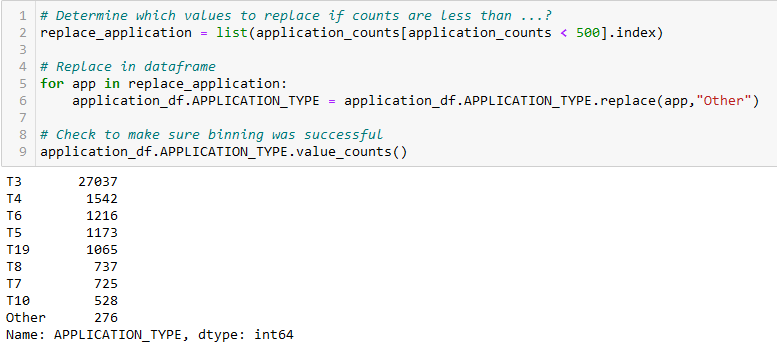 1 # Determine which values to replace if counts are less than ...?
2 replace_application = list(application_counts[application_counts < 500].index)
3
4 # Replace in dataframe
5 for app in replace_application:
6     application_df.APPLICATION_TYPE = application_df.APPLICATION_TYPE.replace(app,"Other")
7
8 # Check to make sure binning was successful
9 application_df.APPLICATION_TYPE.value_counts()
T3       27037
T4        1542
T6        1216
T5        1173
T19       1065
T8         737
T7         725
T10        528
Other      276
Name: APPLICATION_TYPE, dtype: int64